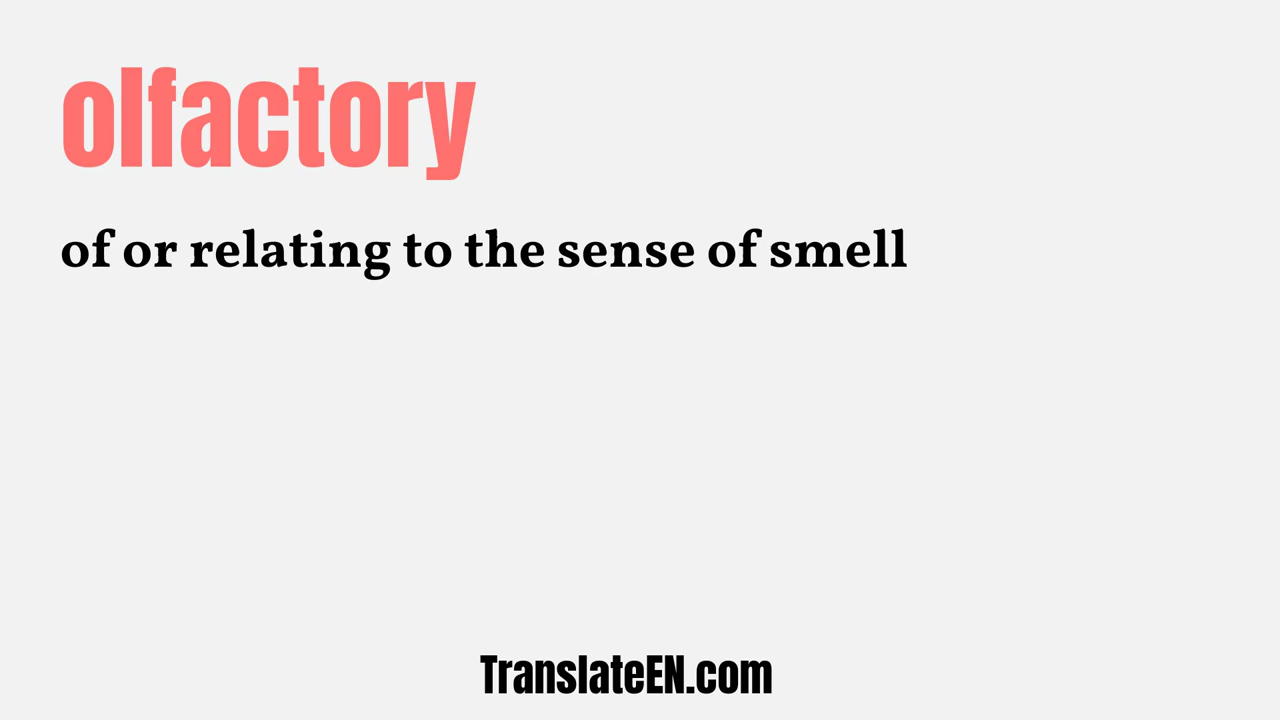 olfactory
of or relating to the sense of smell
TranslateEN.com